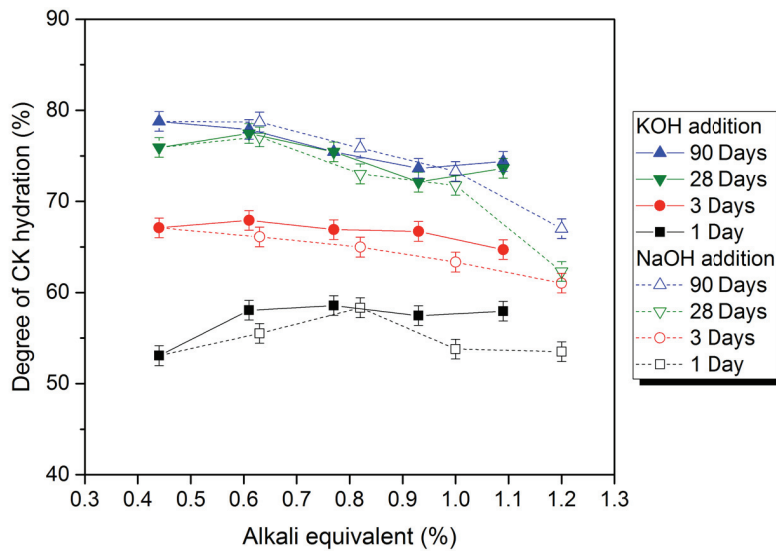 90
80
70
60
50
40
Degree of CK hydration (%)
0.3 0.4 0.5 0.6 0.7 0.8 0.9 1.0 1.1 1.2 1.3
Alkali equivalent (%)
KOH addition
90 Days
28 Days
3 Days
1 Day
NaOH addition
90 Days
28 Days
3 Days
1 Day